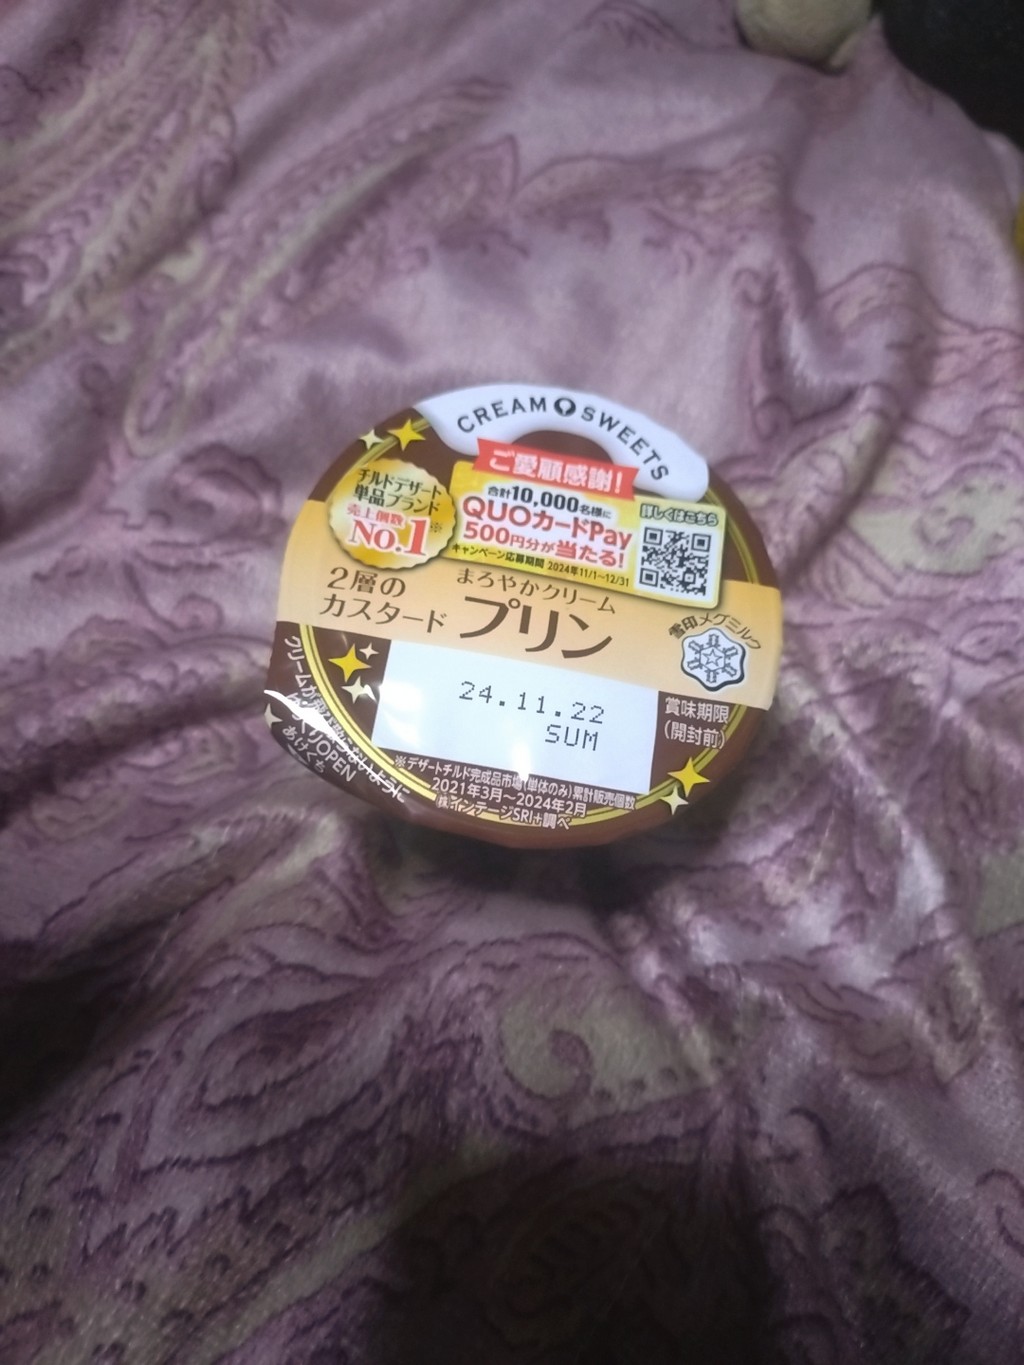 CREAM SWEETS
ご愛顧感謝!
チルドデザート
単品ブランド
売上個数
No.1※
合計10,000名様に
QUOカードPay
500円分が当たる!
キャンペーン応募期間 2024年11/1〜12/31
詳しくはこちら
2層の
カスタード
まろやかクリーム
プリン
雪印メグミルク
24.11.22
SUM
賞味期限
(開封前)
※デザートチルド完成品市場(単体のみ)累計販売個数
2021年3月〜2024年2月
㈱インテージSRI+調べ
OPEN
あけくち